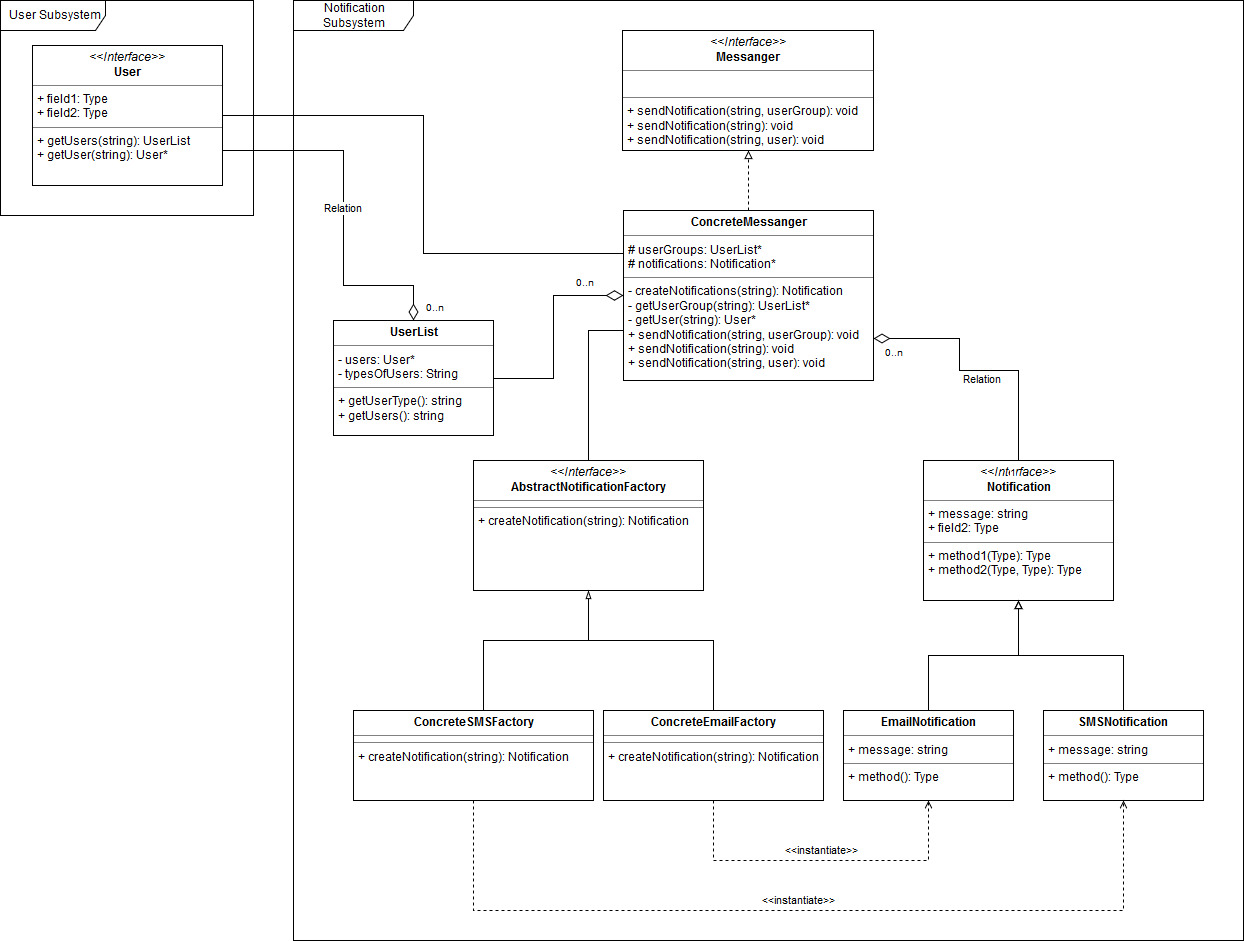 User Subsystem
Notification
Subsystem
<<Interface>>
User
+ field1: Type
+ field2: Type
+ getUsers(string): UserList
+ getUser(string): User*
<<Interface>>
Messanger
+ sendNotification(string, userGroup): void
+ sendNotification(string): void
+ sendNotification(string, user): void
Relation
ConcreteMessanger
# userGroups: UserList*
# notifications: Notification*
- createNotifications(string): Notification
- getUserGroup(string): UserList*
- getUser(string): User*
+ sendNotification(string, userGroup): void
+ sendNotification(string): void
+ sendNotification(string, user): void
0..n
0..n
0..n
Relation
UserList
- users: User*
- typesOfUsers: String
+ getUserType(): string
+ getUsers(): string
<<Interface>>
AbstractNotificationFactory
+ createNotification(string): Notification
<<Interface>>
Notification
+ message: string
+ field2: Type
+ method1(Type): Type
+ method2(Type, Type): Type
ConcreteSMSFactory
+ createNotification(string): Notification
ConcreteEmailFactory
+ createNotification(string): Notification
EmailNotification
+ message: string
+ method(): Type
SMSNotification
+ message: string
+ method(): Type
<<instantiate>>
<<instantiate>>